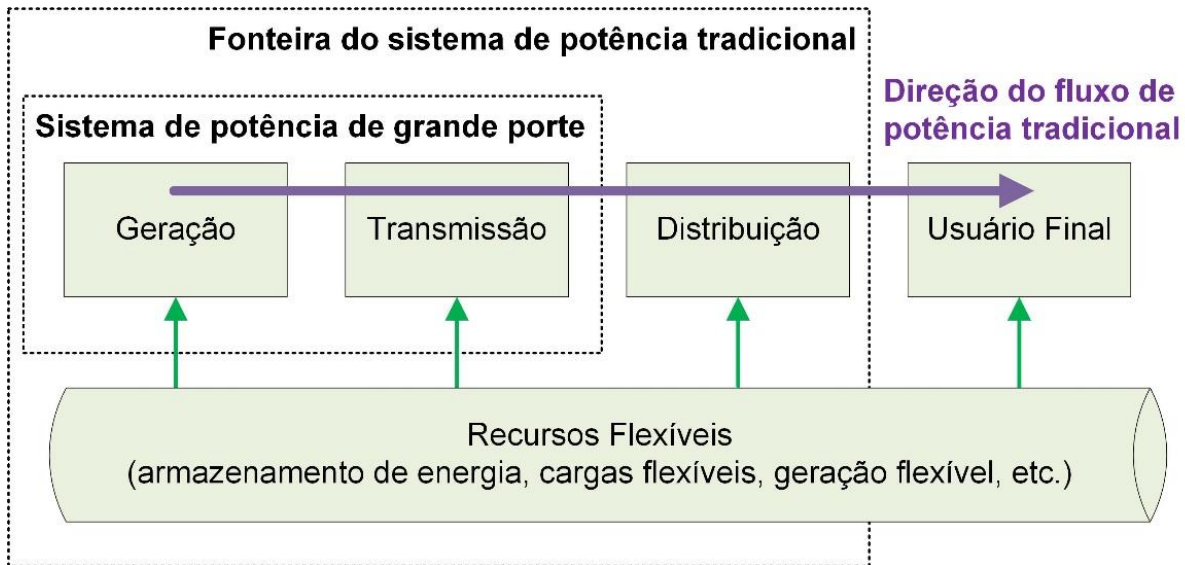 Fonteira do sistema de potência tradicional
Direção do fluxo de
potência tradicional
Sistema de potência de grande porte
Geração
Transmissão
Distribuição
Usuário Final
Recursos Flexíveis
(armazenamento de energia, cargas flexíveis, geração flexível, etc.)